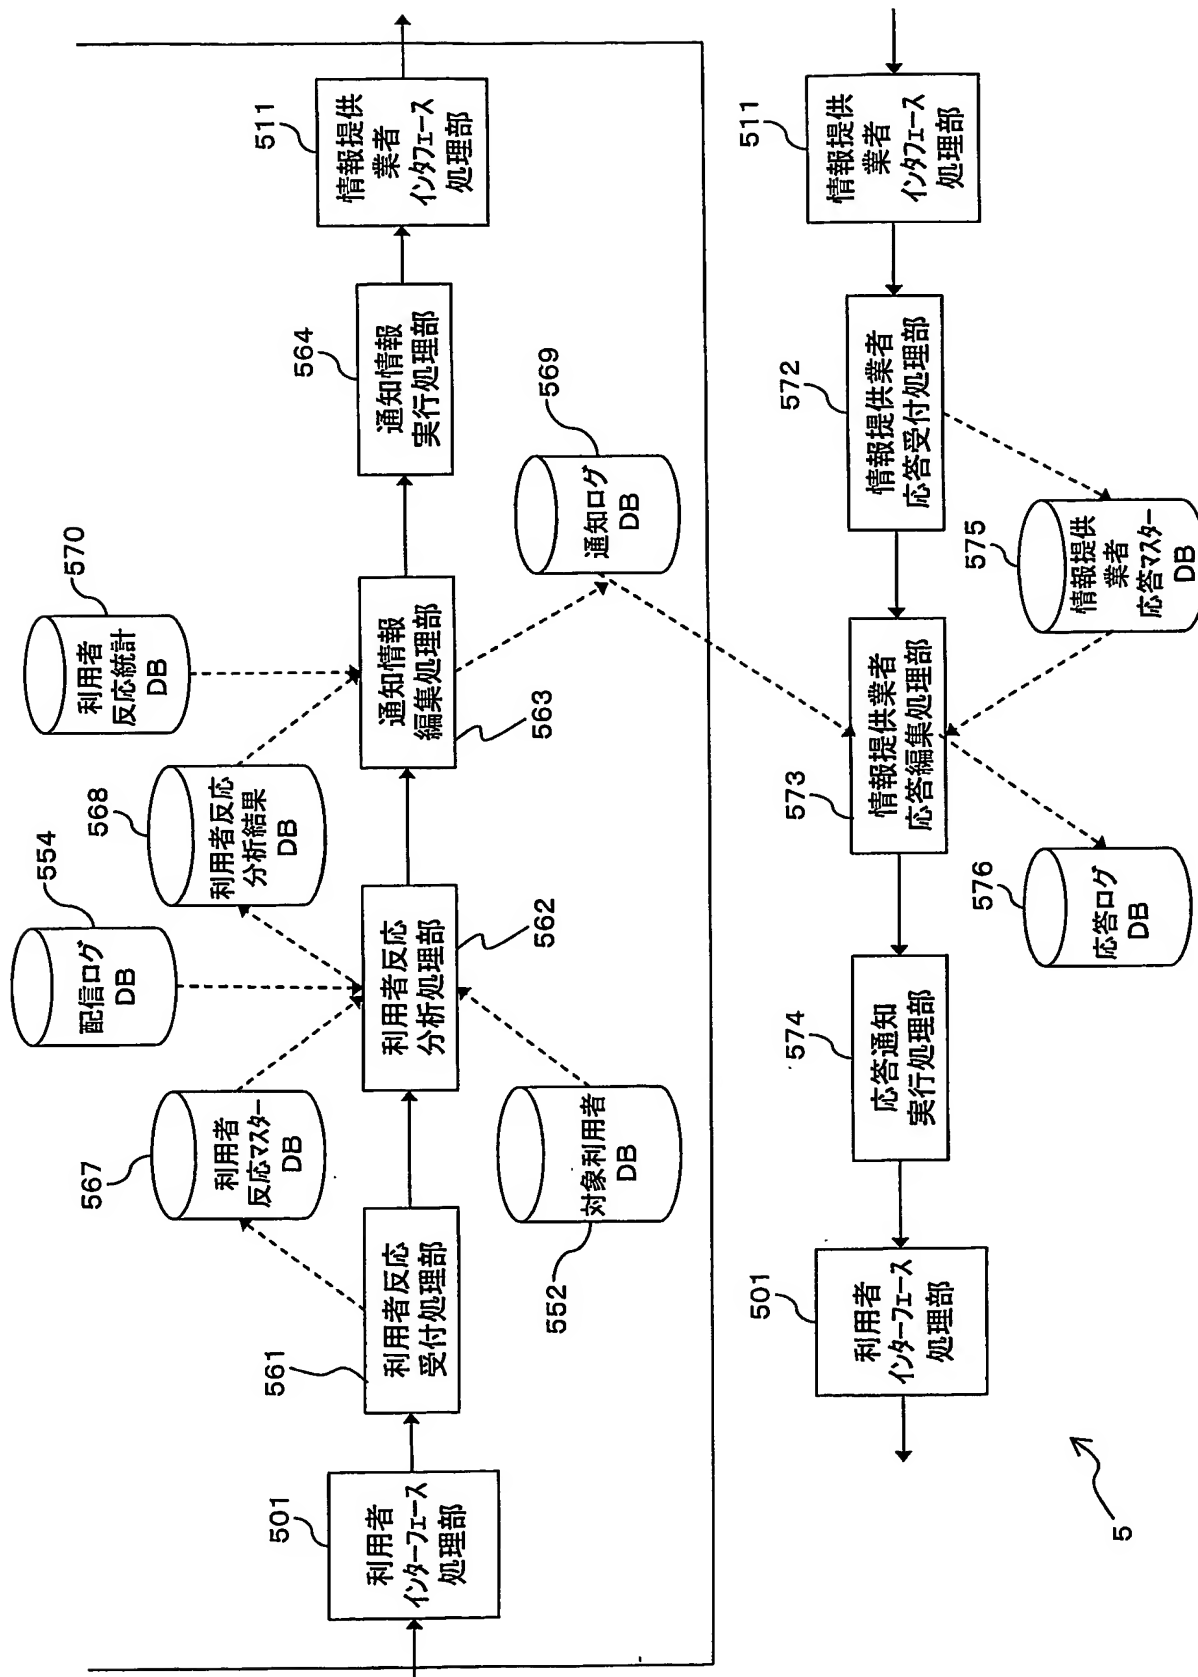 501
利用者
インターフェース
処理部
561
利用者反応
受付処理部
567
利用者
反応マスター
DB
554
配信ログ
DB
552
対象利用者
DB
562
利用者反応
分析処理部
568
利用者反応
分析結果
DB
570
利用者
反応統計
DB
563
通知情報
編集処理部
569
通知ログ
DB
564
通知情報
実行処理部
511
情報提供
業者
インタフェース
処理部
501
利用者
インターフェース
処理部
574
応答通知
実行処理部
576
応答ログ
DB
573
情報提供業者
応答編集処理部
575
情報提供
業者
応答マスター
DB
572
情報提供業者
応答受付処理部
511
情報提供
業者
インタフェース
処理部
5